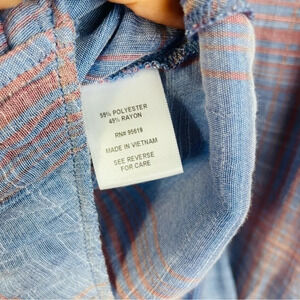 55% POLYESTER
45% RAYON
RN# 95619
MADE IN VIETNAM
SEE REVERSE
FOR CARE